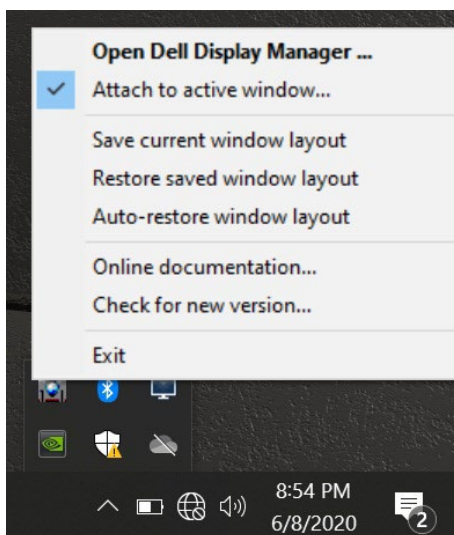 Open Dell Display Manager ...
Attach to active window...
Save current window layout
Restore saved window layout
Auto-restore window layout
Online documentation...
Check for new version...
Exit
8:54 PM
6/8/2020
2